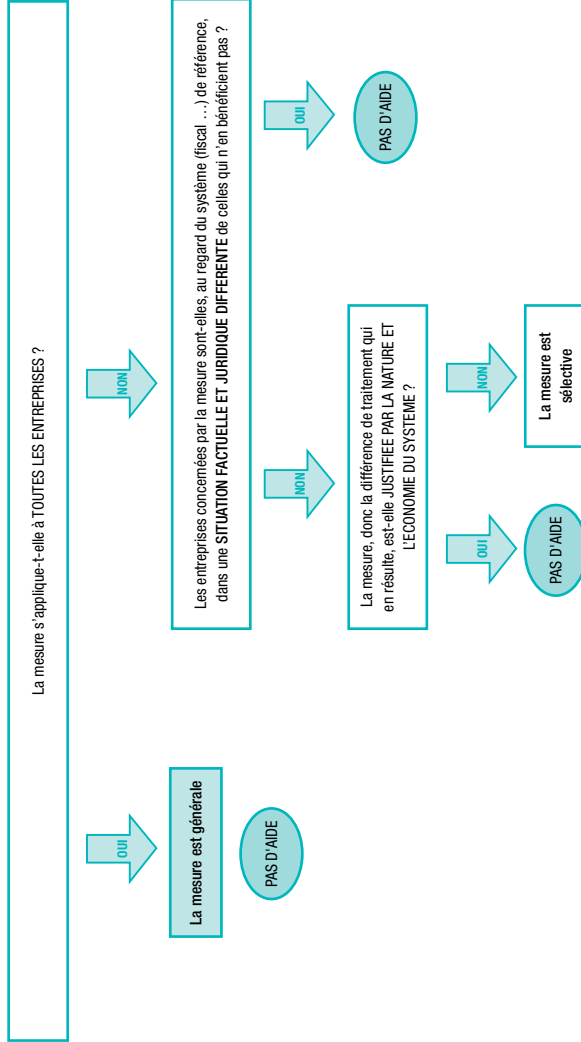 La mesure s'applique-t-elle à TOUTES LES ENTREPRISES ?
OUI
NON
La mesure est générale
PAS D'AIDE
Les entreprises concernées par la mesure sont-elles, au regard du système (fiscal …) de référence,
dans une SITUATION FACTUELLE ET JURIDIQUE DIFFERENTE de celles qui n'en bénéficient pas ?
NON
OUI
La mesure, donc la différence de traitement qui
en résulte, est-elle JUSTIFIEE PAR LA NATURE ET
L'ECONOMIE DU SYSTEME ?
PAS D'AIDE
OUI
NON
PAS D'AIDE
La mesure est
sélective